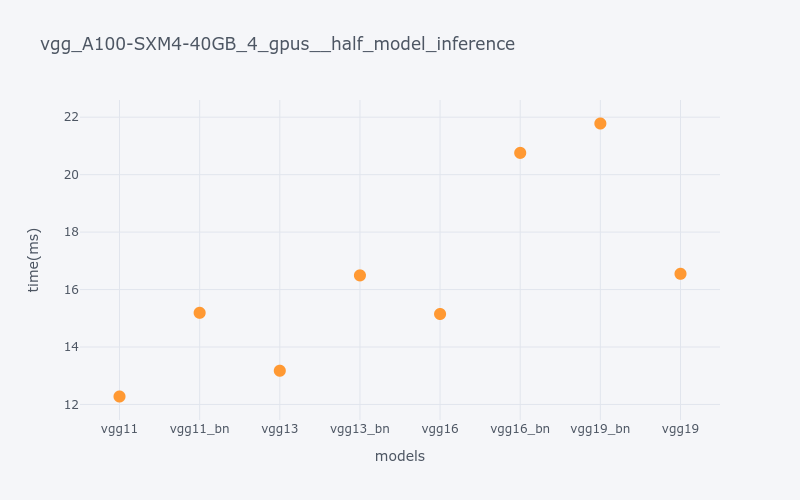 vgg_A100-SXM4-40GB_4_gpus__half_model_inference
22
20
18
16
14
12
time(ms)
vgg11 vgg11_bn vgg13 vgg13_bn vgg16 vgg16_bn vgg19_bn vgg19
models